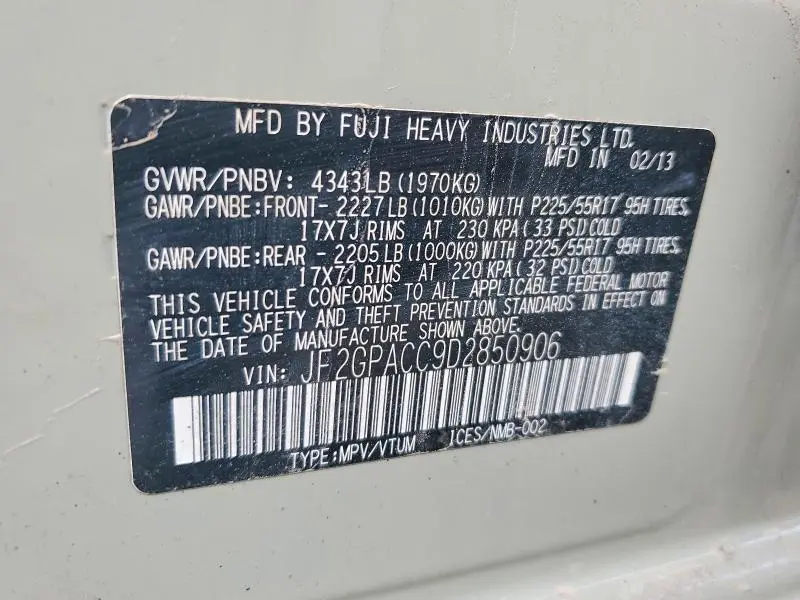 MFD BY FUJI HEAVY INDUSTRIES LTD.
MFD IN 02/13
GVWR/PNBV: 4343LB(1970KG)
GAWR/PNBE:FRONT-2227LB(1010KG)WITH P225/55R17 95H TIRES,
17X7J RIMS AT 230 KPA(33 PSI)COLD
GAWR/PNBE:REAR -2205LB(1000KG)WITH P225/55R17 95H TIRES,
17X7J RIMS AT 220 KPA(32 PSI)COLD
THIS VEHICLE CONFORMS TO ALL APPLICABLE FEDERAL MOTOR
VEHICLE SAFETY AND THEFT PREVENTION STANDARDS IN EFFECT ON
THE DATE OF MANUFACTURE SHOWN ABOVE.
VIN: JF2GPACC9D2850906
TYPE:MPV/VTUM ICES/NMB-002